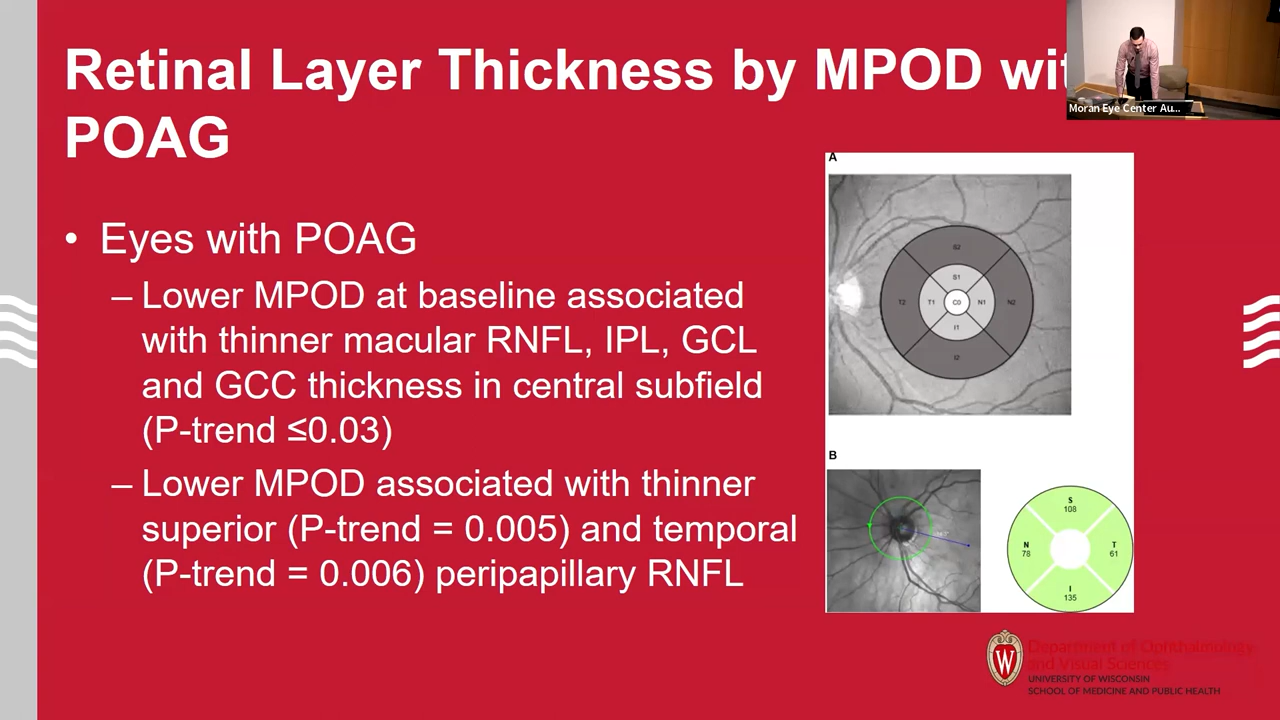 Retinal Layer Thickness by MPOD wit
POAG
Moran Eye Center Au...
• Eyes with POAG
– Lower MPOD at baseline associated
with thinner macular RNFL, IPL, GCL
and GCC thickness in central subfield
(P-trend ≤0.03)
– Lower MPOD associated with thinner
superior (P-trend = 0.005) and temporal
(P-trend = 0.006) peripapillary RNFL
A
S2
S1
T2 T1 C0 N1 N2
I1
I2
B
S
108
N T
78 61
I
135
W
Department of Ophthalmology
and Visual Sciences
UNIVERSITY OF WISCONSIN
SCHOOL OF MEDICINE AND PUBLIC HEALTH